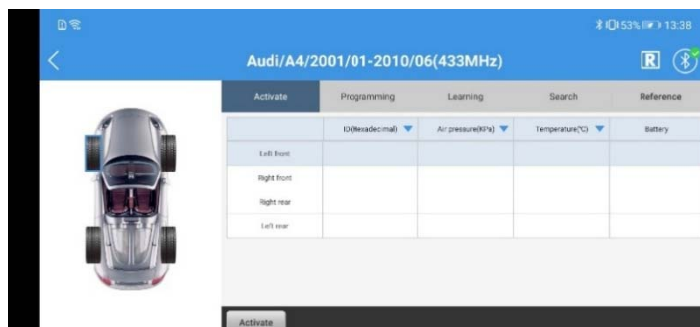 53% 13:38
Audi/A4/2001/01-2010/06(433MHz) R
Activate Programming Learning Search Reference
ID(Hexadecimal) Air pressure(KPa) Temperature(°C) Battery
Left front
Right front
Right rear
Left rear
Activate